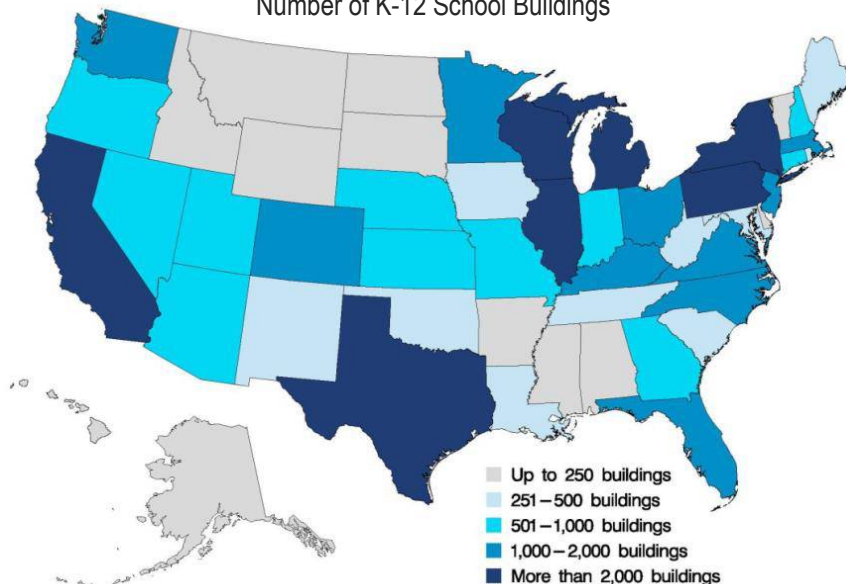 Number of K-12 School Buildings
Up to 250 buildings
251–500 buildings
501–1,000 buildings
1,000–2,000 buildings
More than 2,000 buildings